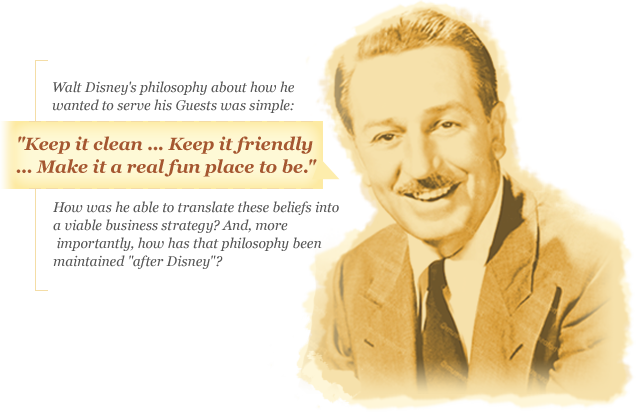 Walt Disney's philosophy about how he
wanted to serve his Guests was simple:
"Keep it clean ... Keep it friendly
... Make it a real fun place to be."
How was he able to translate these beliefs into
a viable business strategy? And, more
importantly, how has that philosophy been
maintained "after Disney"?